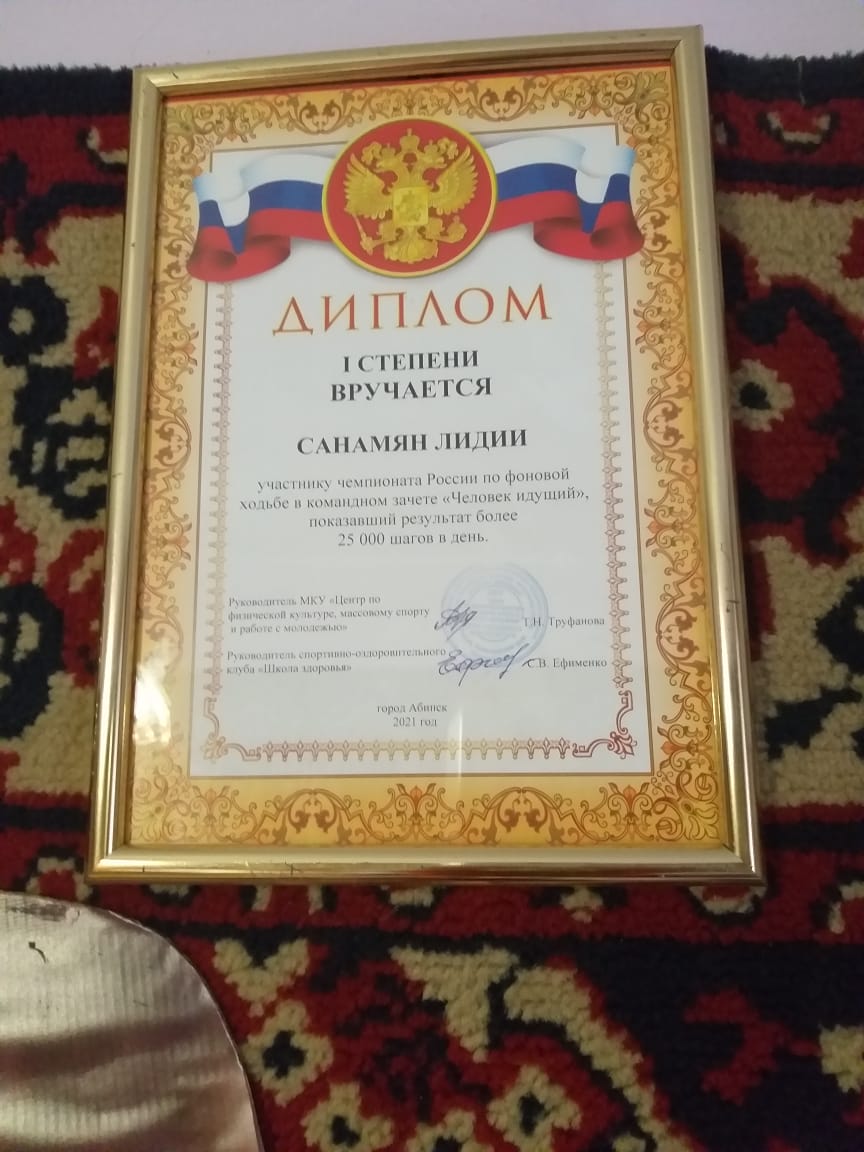 ДИПЛОМ
I СТЕПЕНИ
ВРУЧАЕТСЯ
САНАМЯН ЛИДИИ
участнику чемпионата России по фоновой
ходьбе в командном зачете «Человек идущий»,
показавший результат более
25 000 шагов в день.
Руководитель МКУ «Центр по
физической культуре, массовому спорту
и работе с молодежью»
Т.Н. Труфанова
Руководитель спортивно-оздоровительного
клуба «Школа здоровья»
С.В. Ефименко
город Абинск
2021 год